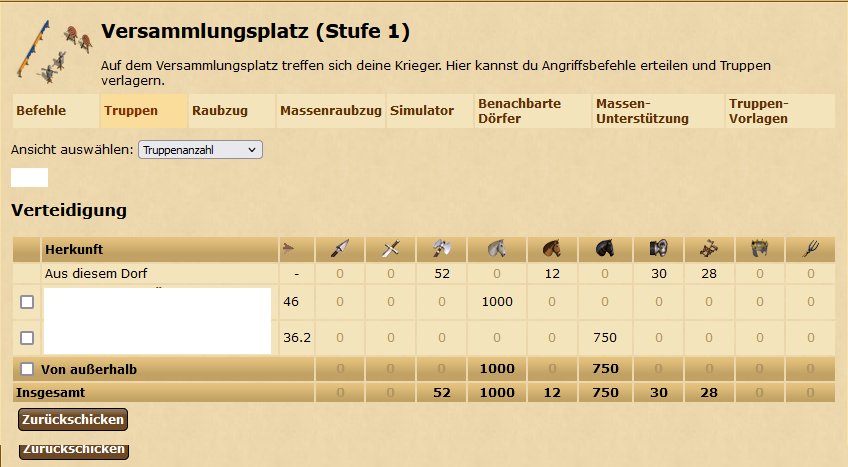 Versammlungsplatz (Stufe 1)
Auf dem Versammlungsplatz treffen sich deine Krieger. Hier kannst du Angriffsbefehle erteilen und Truppen
verlagern.
Befehle Truppen Raubzug Massenraubzug Simulator Benachbarte Dörfer Massen-Unterstützung Truppen-Vorlagen
Ansicht auswählen: Truppenanzahl
Verteidigung
Herkunft
Aus diesem Dorf - 0 0 52 0 12 0 30 28 0 0
46 0 0 0 1000 0 0 0 0 0 0
36.2 0 0 0 0 0 750 0 0 0 0
Von außerhalb 0 0 0 1000 0 750 0 0 0 0
Insgesamt 0 0 52 1000 12 750 30 28 0 0
Zurückschicken
Zurückschicken